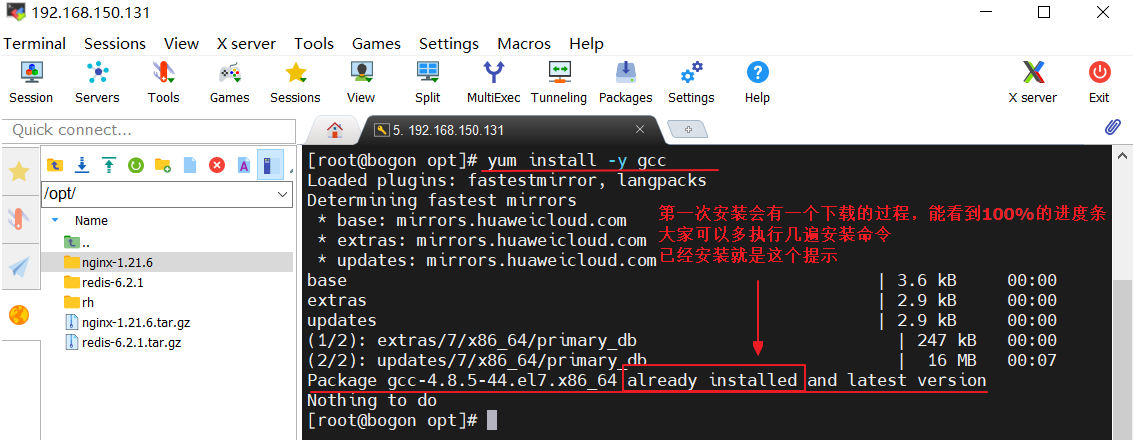 192.168.150.131
Terminal Sessions View X server Tools Games Settings Macros Help
Session Servers Tools Games Sessions View Split MultiExec Tunneling Packages Settings Help X server Exit
Quick connect...
5. 192.168.150.131
/opt/
Name
..
nginx-1.21.6
redis-6.2.1
rh
nginx-1.21.6.tar.gz
redis-6.2.1.tar.gz
[root@bogon opt]# yum install -y gcc
Loaded plugins: fastestmirror, langpacks
Determining fastest mirrors
* base: mirrors.huaweicloud.com
* extras: mirrors.huaweicloud.com
* updates: mirrors.huaweicloud.com
第一次安装会有一个下载的过程，能看到100%的进度条
大家可以多执行几遍安装命令
已经安装就是这个提示
base | 3.6 kB 00:00
extras | 2.9 kB 00:00
updates | 2.9 kB 00:00
(1/2): extras/7/x86_64/primary_db | 247 kB 00:00
(2/2): updates/7/x86_64/primary_db | 16 MB 00:07
Package gcc-4.8.5-44.el7.x86_64 already installed and latest version
Nothing to do
[root@bogon opt]#